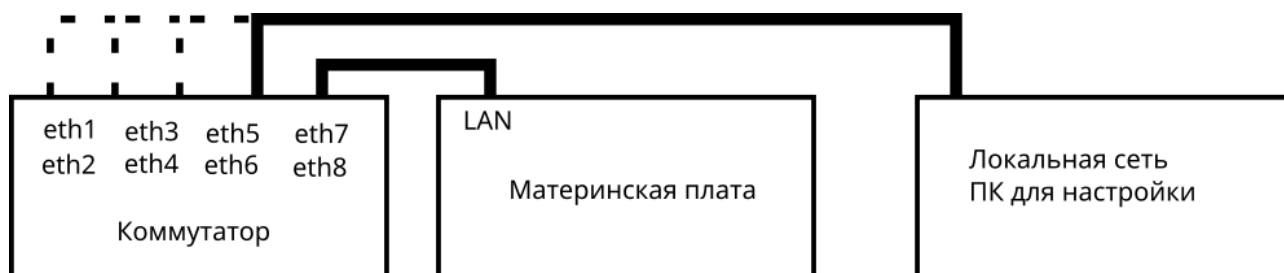 eth1 eth3 eth5 eth7
eth2 eth4 eth6 eth8
Коммутатор
LAN
Материнская плата
Локальная сеть
ПК для настройки